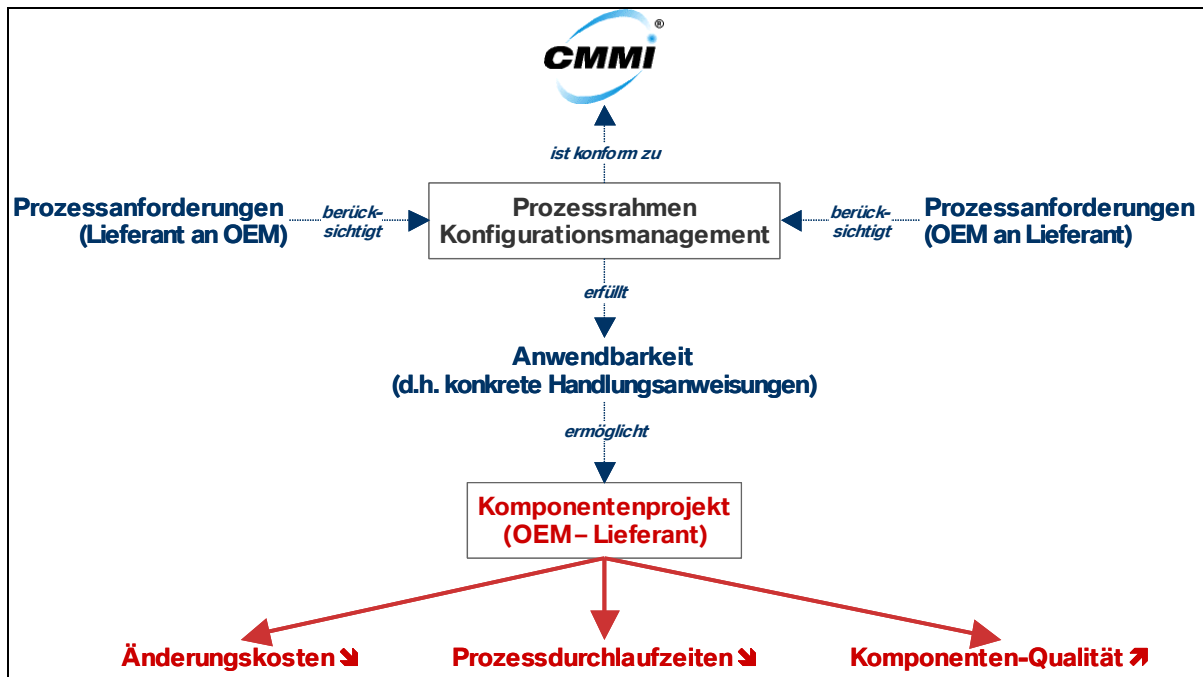 CMMI®
ist konform zu
Prozessanforderungen
(Lieferant an OEM)
berück-
sichtigt
Prozessrahmen
Konfigurationsmanagement
berück-
sichtigt
Prozessanforderungen
(OEM an Lieferant)
erfüllt
Anwendbarkeit
(d.h. konkrete Handlungsanweisungen)
ermöglicht
Komponentenprojekt
(OEM – Lieferant)
Änderungskosten ⬊
Prozessdurchlaufzeiten ⬊
Komponenten-Qualität ⬈